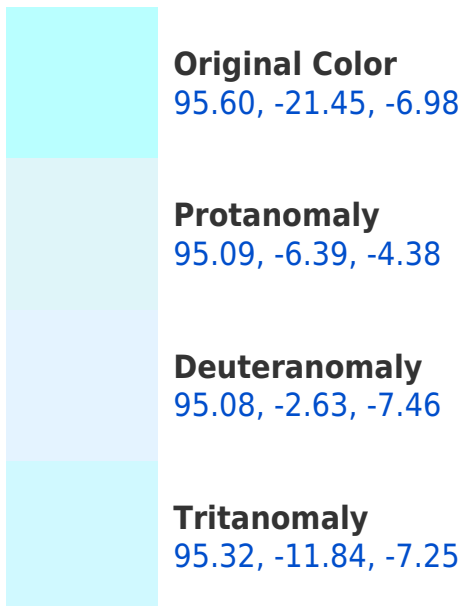 Original Color
95.60, -21.45, -6.98
Protanomaly
95.09, -6.39, -4.38
Deuteranomaly
95.08, -2.63, -7.46
Tritanomaly
95.32, -11.84, -7.25